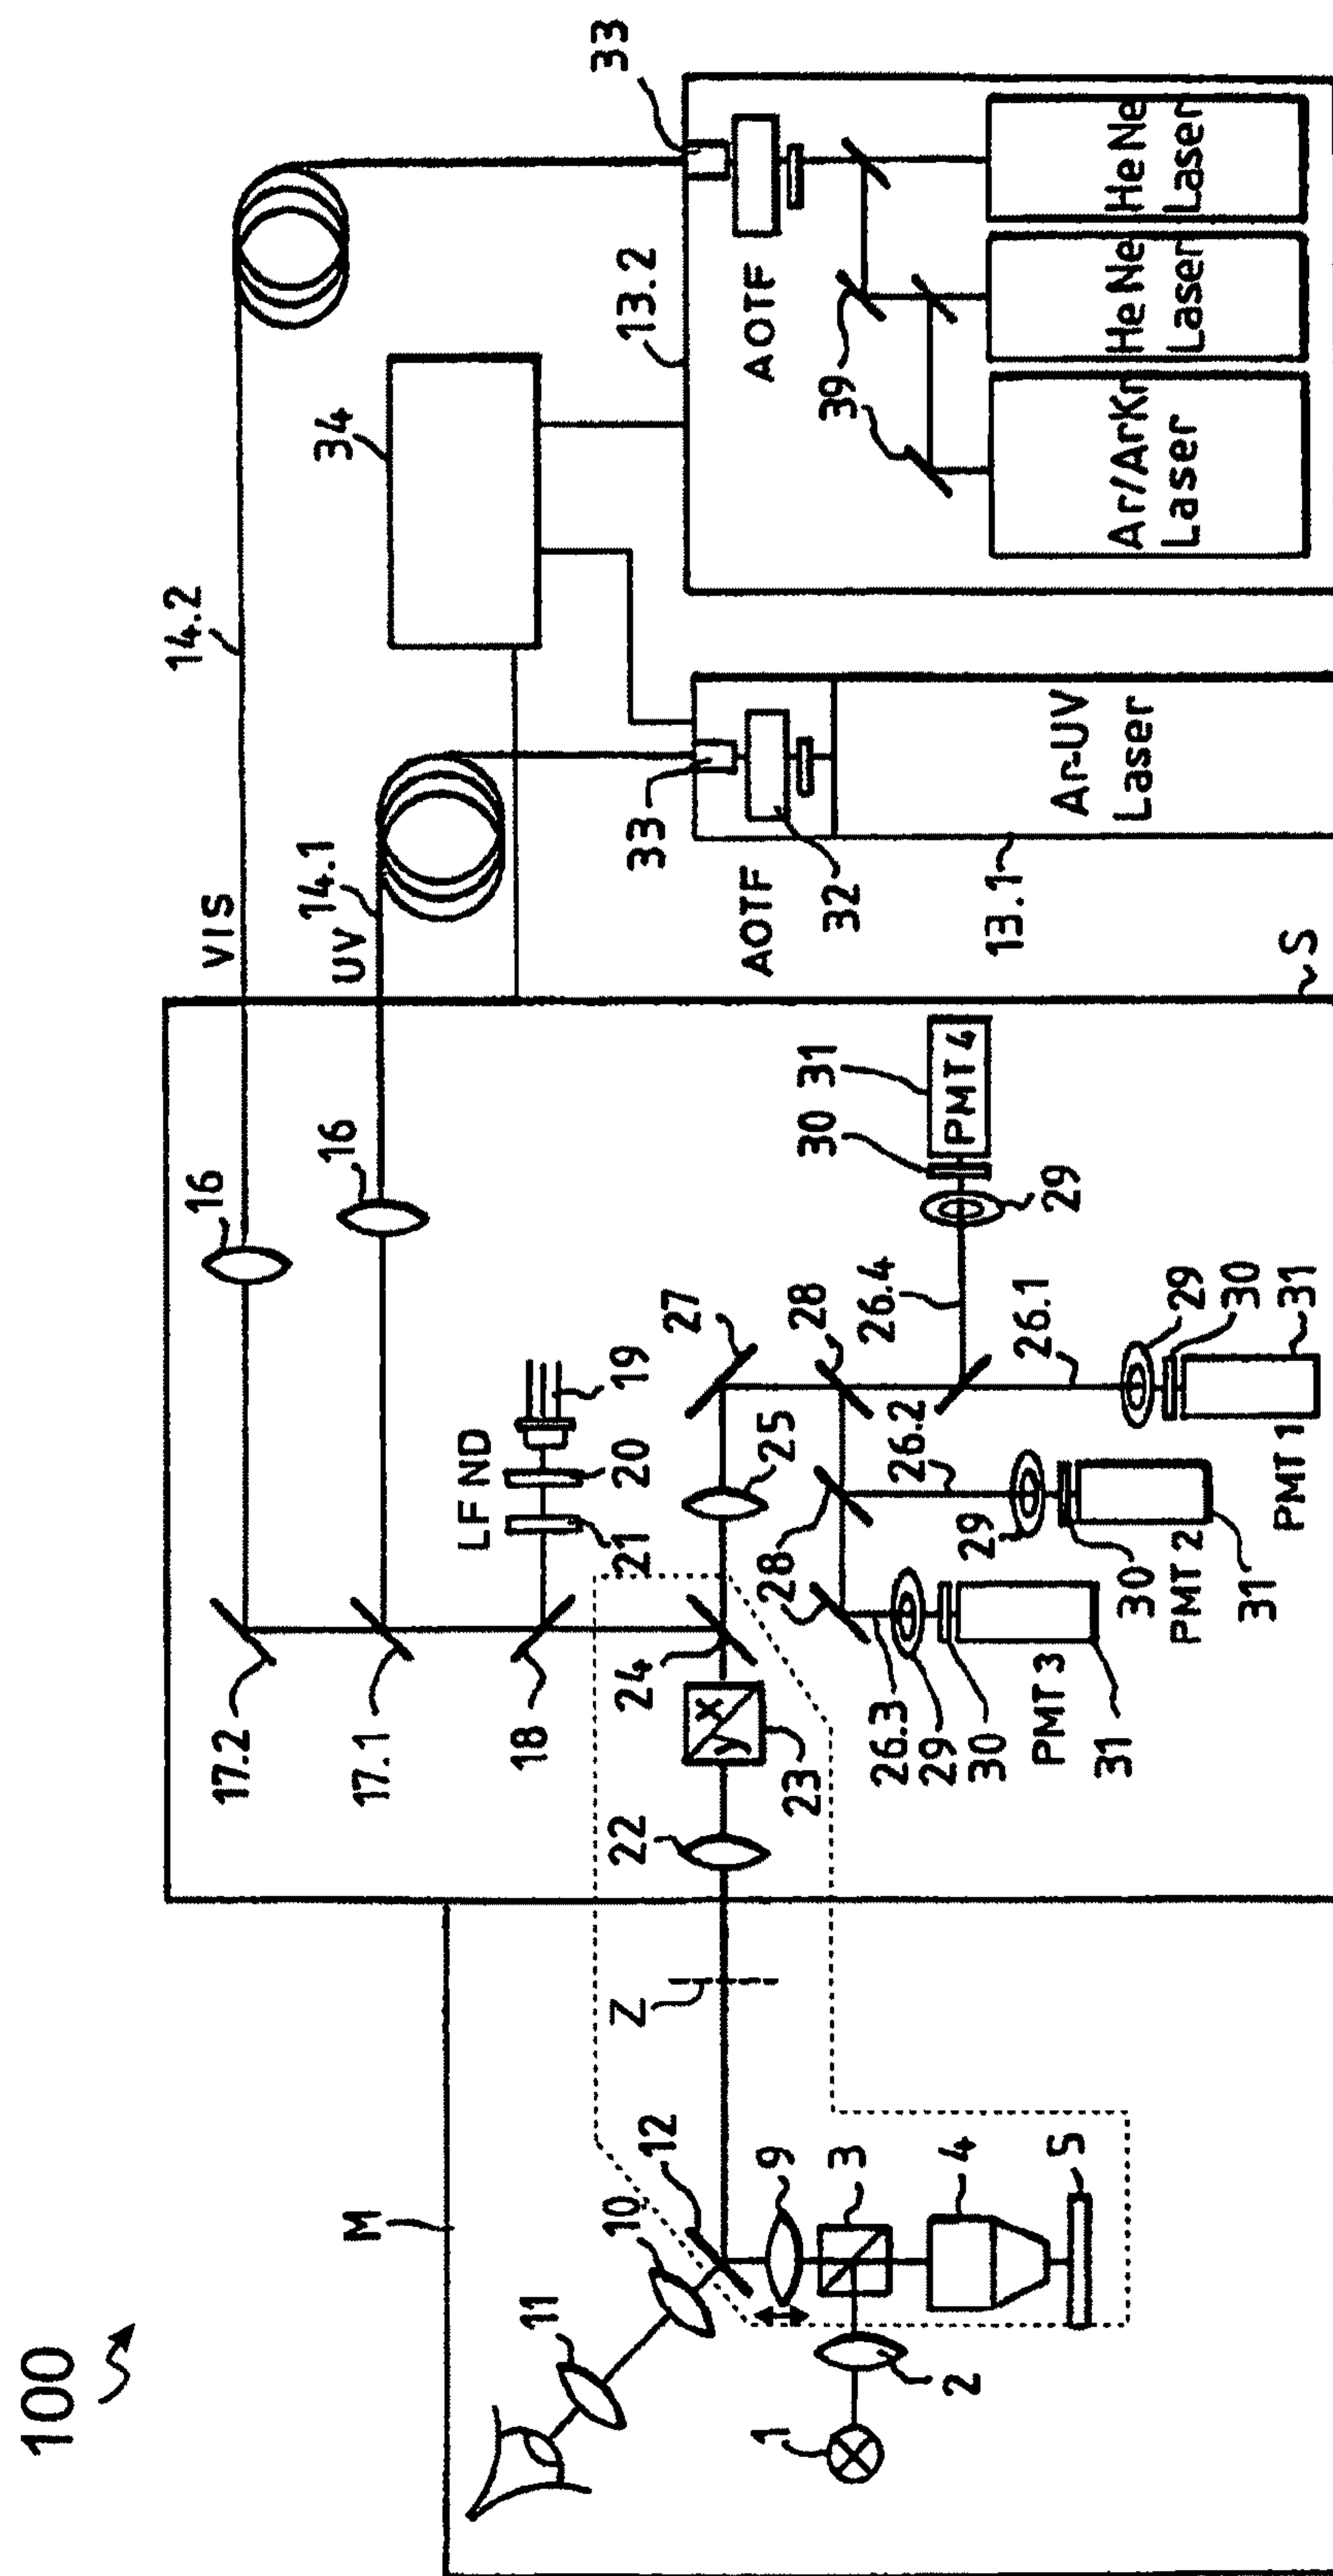 100
M
11
10
12
9
3
4
5
2
1
Z
VIS
14.2
UV
14.1
16
16
17.2
17.1
18
LF ND
19
20
21
22
23
y x
24
25
27
28
28
26.4
26.1
26.2
26.3
29
30
31
PMT 4
29
30
31
PMT 1
29
30
31
PMT 2
29
30
31
PMT 3
S
34
33
AOTF
32
Ar-UV
Laser
13.1
33
13.2
AOTF
39
Ar/ArKr
Laser
HeNe
Laser
HeNe
Laser